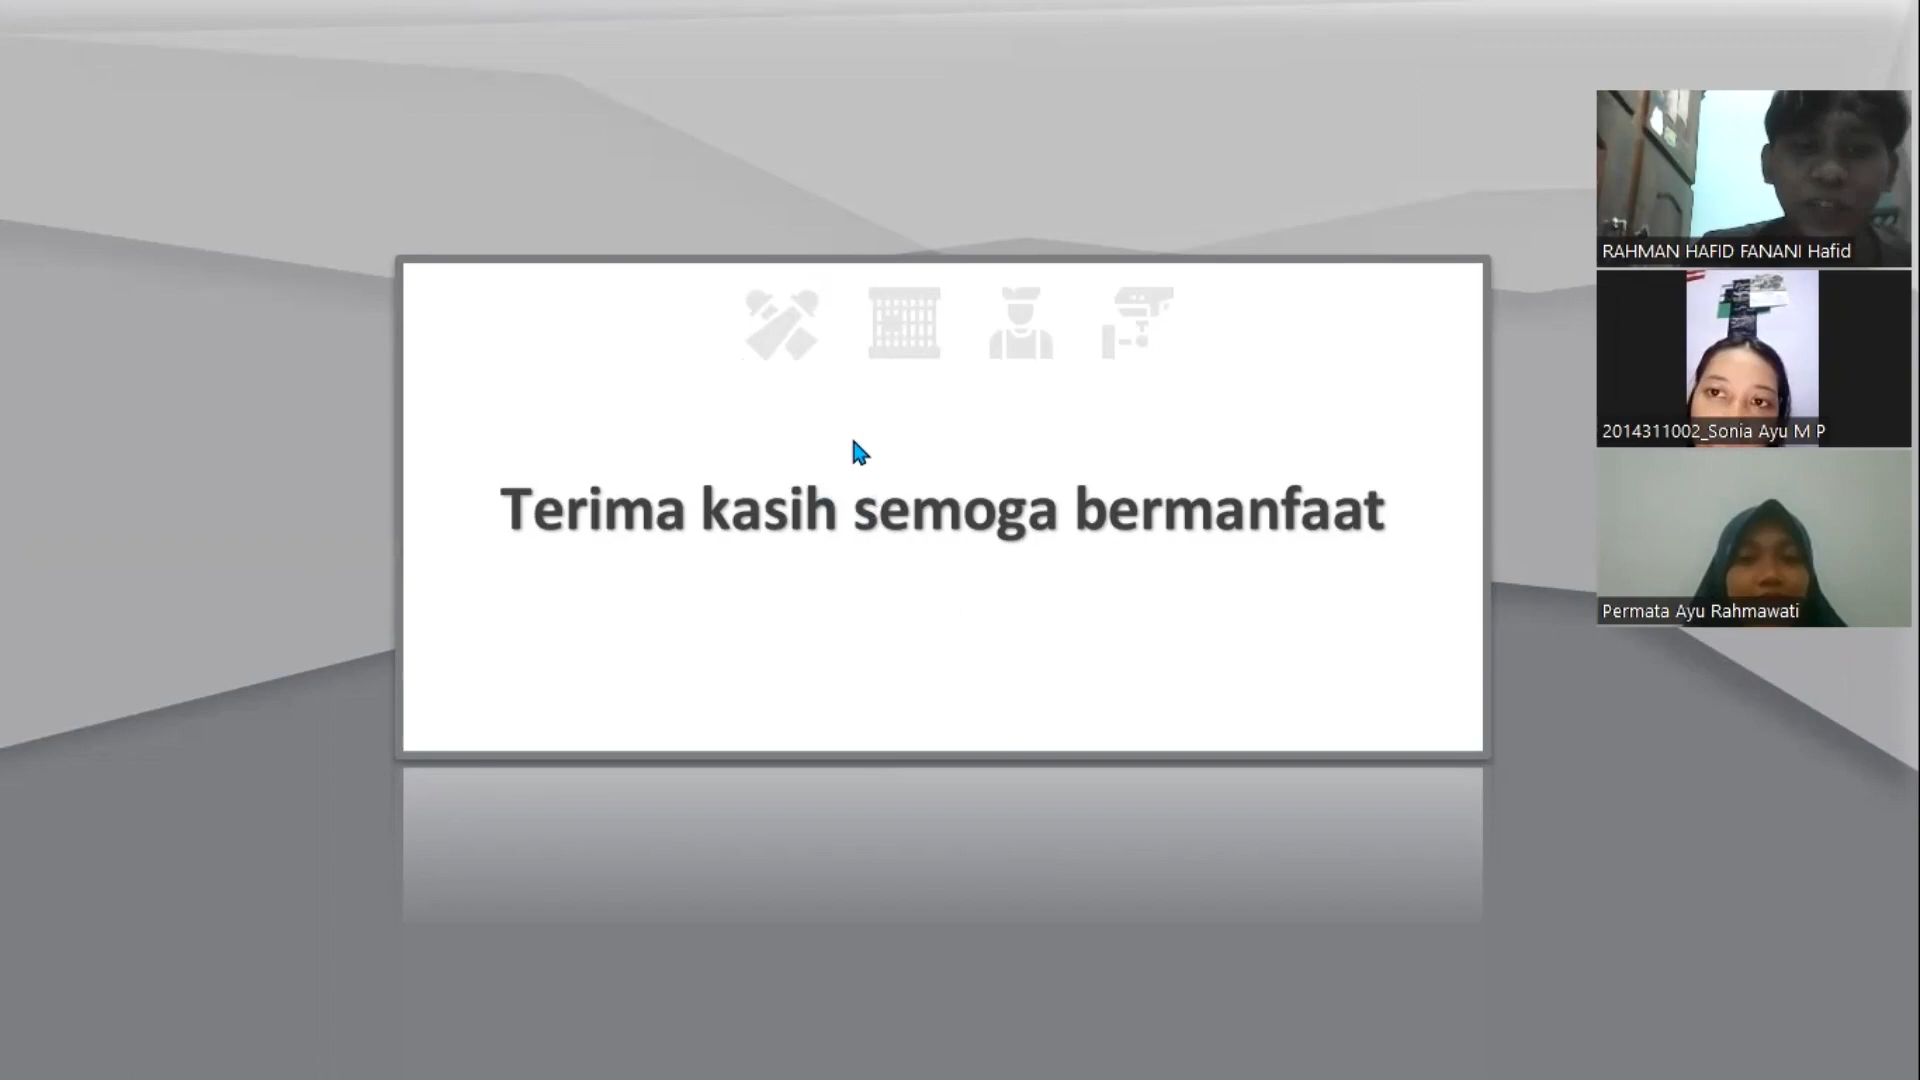 Terima kasih semoga bermanfaat
RAHMAN HAFID FANANI Hafid
2014311002_Sonia Ayu M P
Permata Ayu Rahmawati